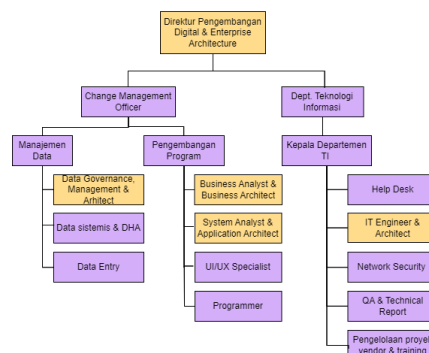 Direktur Pengembangan
Digital & Enterprise
Architecture
Change Management
Officer
Dept. Teknologi
Informasi
Manajemen
Data
Pengembangan
Program
Kepala Departemen
TI
Data Governance,
Management &
Arhitect
Business Analyst &
Business Architect
Help Desk
Data sistemis & DHA
System Analyst &
Application Architect
IT Engineer &
Architect
Data Entry
UI/UX Specialist
Network Security
Programmer
QA & Technical
Report
Pengelolaan proyek
vendor & training